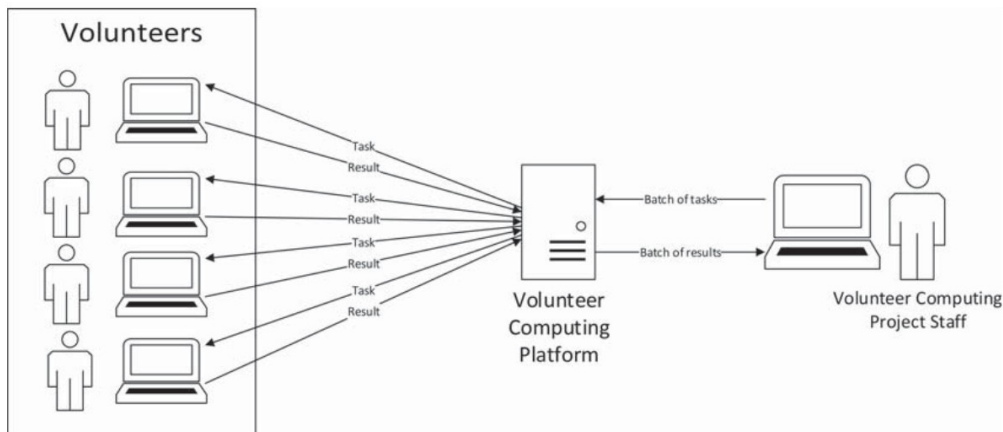 Volunteers
Task
Result
Task
Result
Task
Result
Task
Result
Batch of tasks
Batch of results
Volunteer
Computing
Platform
Volunteer Computing
Project Staff